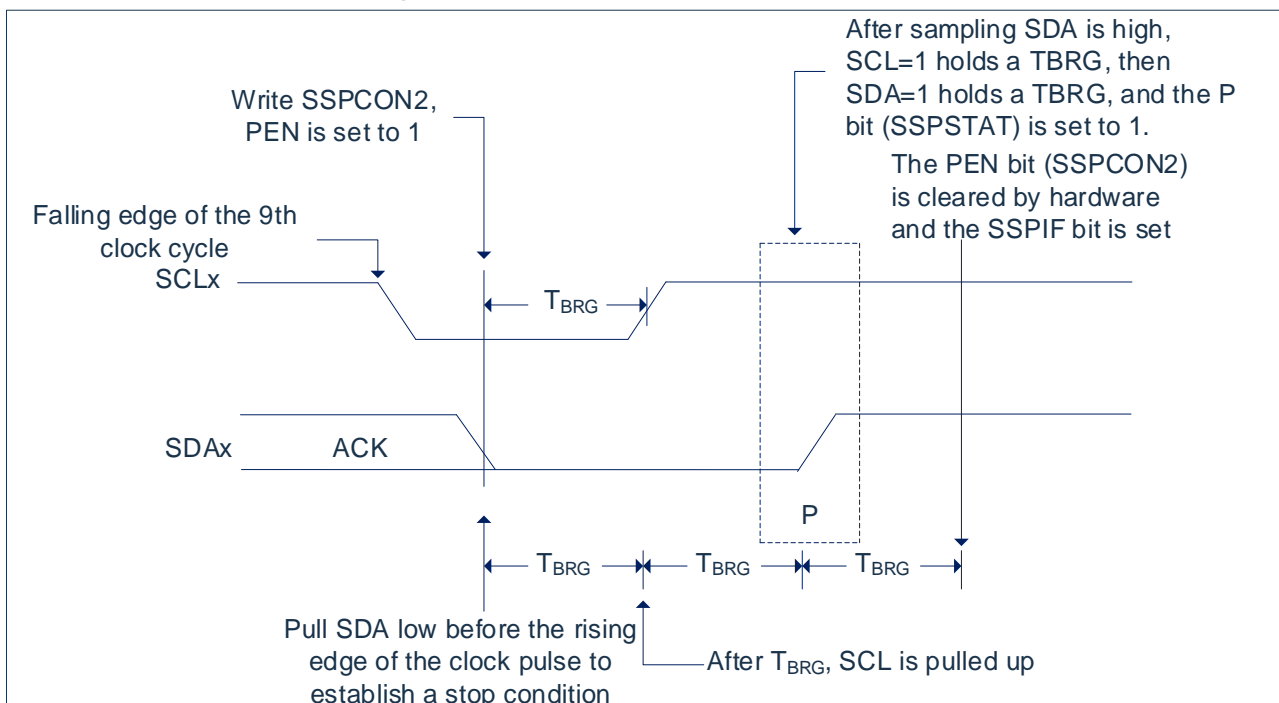 After sampling SDA is high,
SCL=1 holds a TBRG, then
SDA=1 holds a TBRG, and the P
bit (SSPSTAT) is set to 1.
Write SSPCON2,
PEN is set to 1
The PEN bit (SSPCON2)
is cleared by hardware
and the SSPIF bit is set
Falling edge of the 9th
clock cycle
SCLx
TBRG
SDAx
ACK
P
TBRG
TBRG
TBRG
Pull SDA low before the rising
edge of the clock pulse to
establish a stop condition
After TBRG, SCL is pulled up